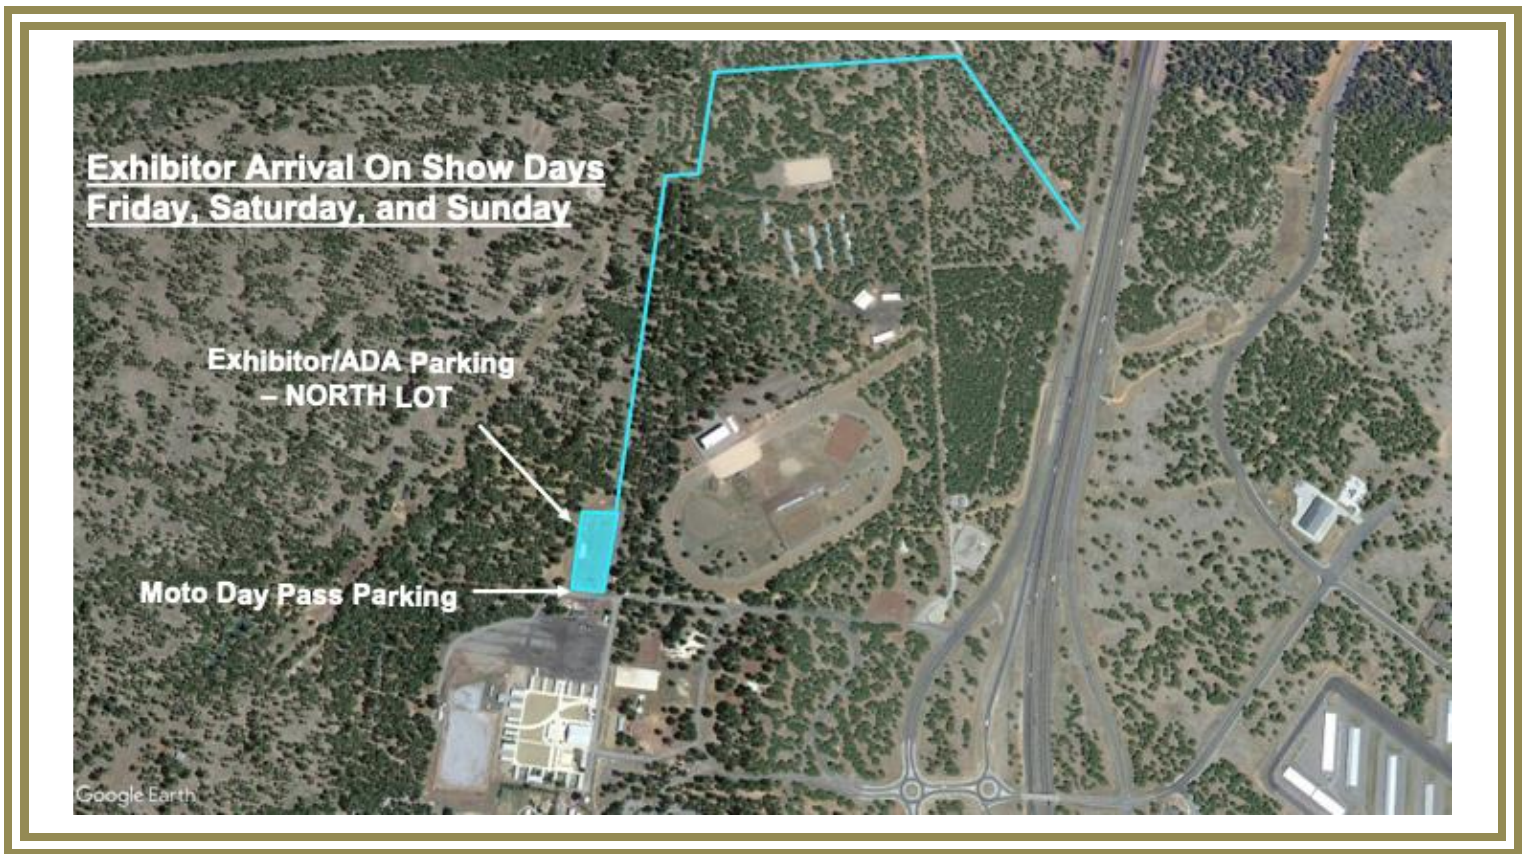 Exhibitor Arrival On Show Days
Friday, Saturday, and Sunday
Exhibitor/ADA Parking
– NORTH LOT
Moto Day Pass Parking
Google Earth